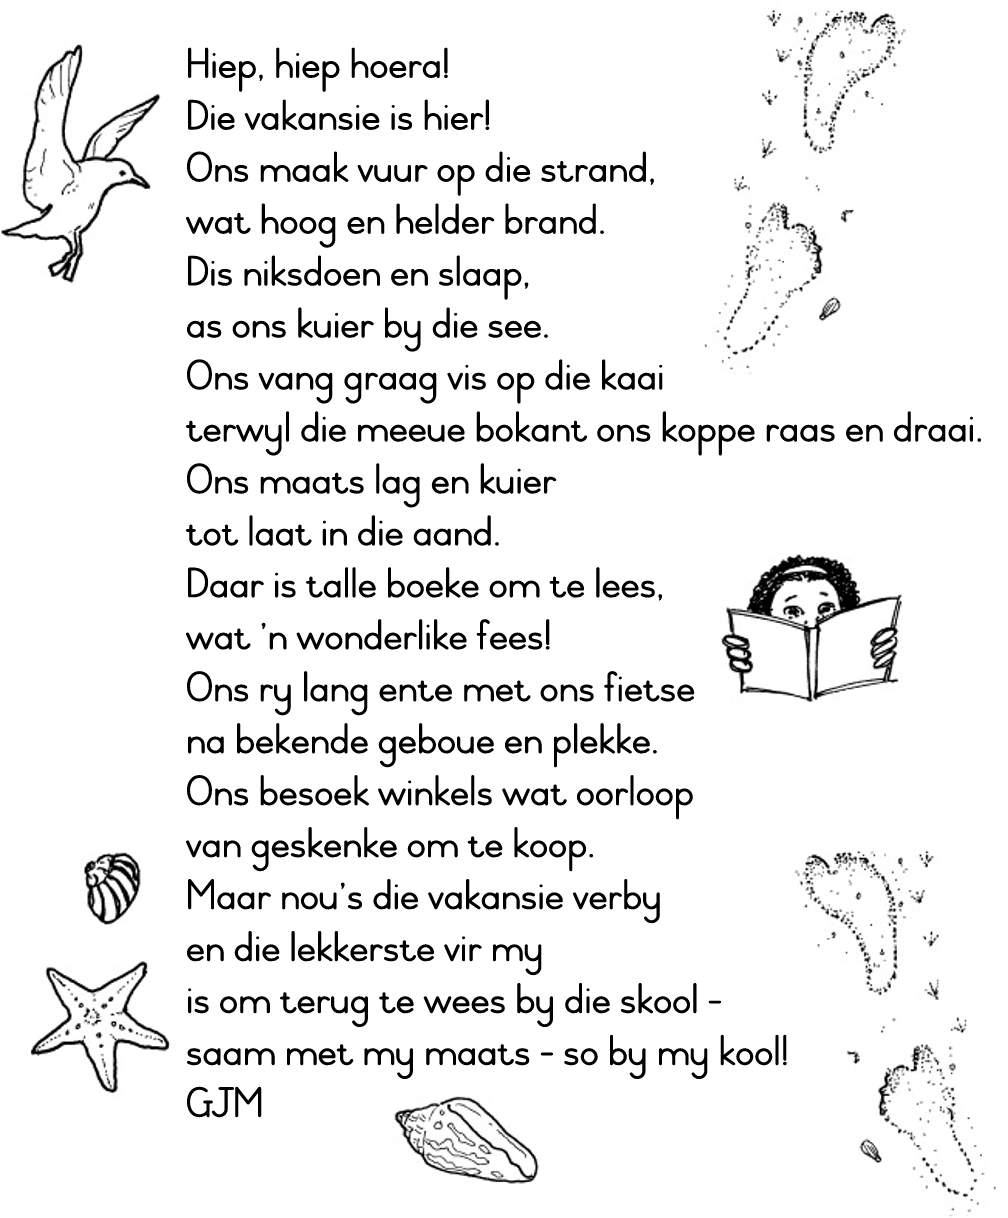 Hiep, hiep hoera!
Die vakansie is hier!
Ons maak vuur op die strand,
wat hoog en helder brand.
Dis niksdoen en slaap,
as ons kuier by die see.
Ons vang graag vis op die kaai
terwyl die meeue bokant ons koppe raas en draai.
Ons maats lag en kuier
tot laat in die aand.
Daar is talle boeke om te lees,
wat 'n wonderlike fees!
Ons ry lang ente met ons fietse
na bekende geboue en plekke.
Ons besoek winkels wat oorloop
van geskenke om te koop.
Maar nou's die vakansie verby
en die lekkerste vir my
is om terug te wees by die skool -
saam met my maats - so by my kool!
GJM